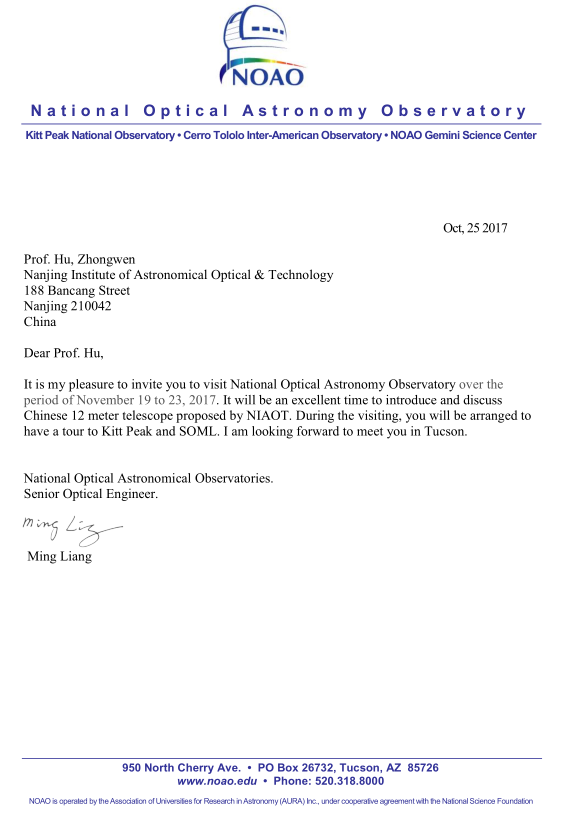 NOAO
National Optical Astronomy Observatory
Kitt Peak National Observatory • Cerro Tololo Inter-American Observatory • NOAO Gemini Science Center
Oct, 25 2017
Prof. Hu, Zhongwen
Nanjing Institute of Astronomical Optical & Technology
188 Bancang Street
Nanjing 210042
China
Dear Prof. Hu,
It is my pleasure to invite you to visit National Optical Astronomy Observatory over the
period of November 19 to 23, 2017. It will be an excellent time to introduce and discuss
Chinese 12 meter telescope proposed by NIAOT. During the visiting, you will be arranged to
have a tour to Kitt Peak and SOML. I am looking forward to meet you in Tucson.
National Optical Astronomical Observatories.
Senior Optical Engineer.
Ming Liang
Ming Liang
950 North Cherry Ave. • PO Box 26732, Tucson, AZ 85726
www.noao.edu • Phone: 520.318.8000
NOAO is operated by the Association of Universities for Research in Astronomy (AURA) Inc., under cooperative agreement with the National Science Foundation